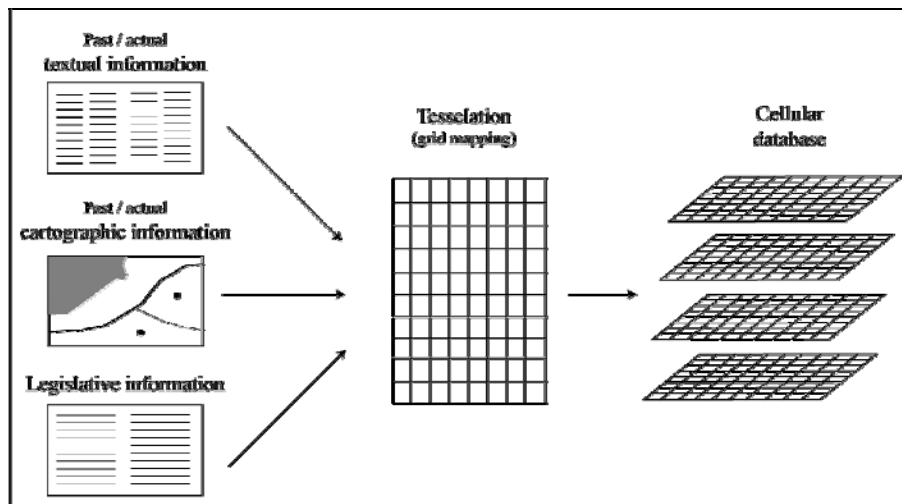 Past / actual
textual information
Past / actual
cartographic information
Legislative information
Tesselation
(grid mapping)
Cellular
database